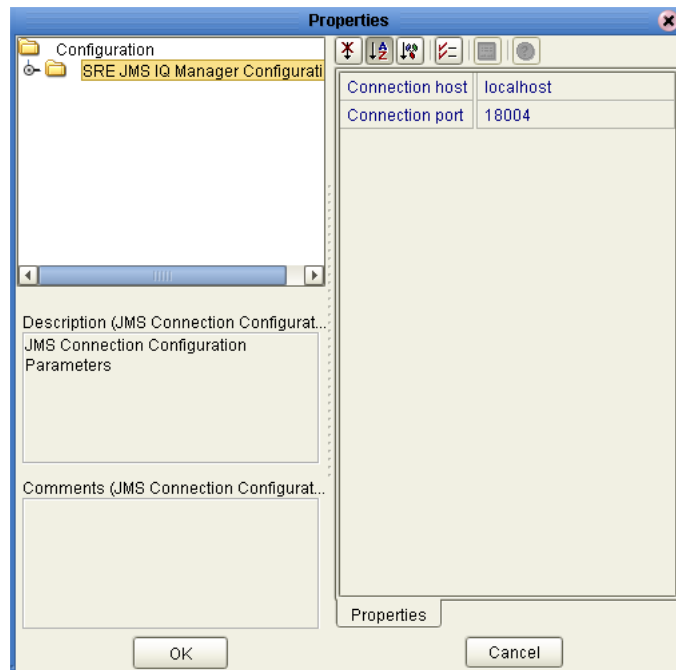 Properties
Configuration
SRE JMS IQ Manager Configurati
Description (JMS Connection Configurat...
JMS Connection Configuration
Parameters
Comments (JMS Connection Configurat...
Connection host localhost
Connection port 18004
Properties
OK
Cancel